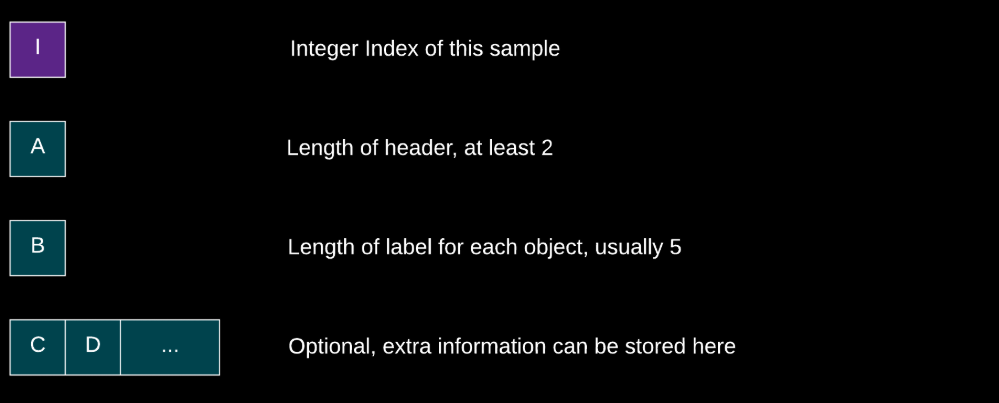 I Integer Index of this sample
A Length of header, at least 2
B Length of label for each object, usually 5
C D ... Optional, extra information can be stored here